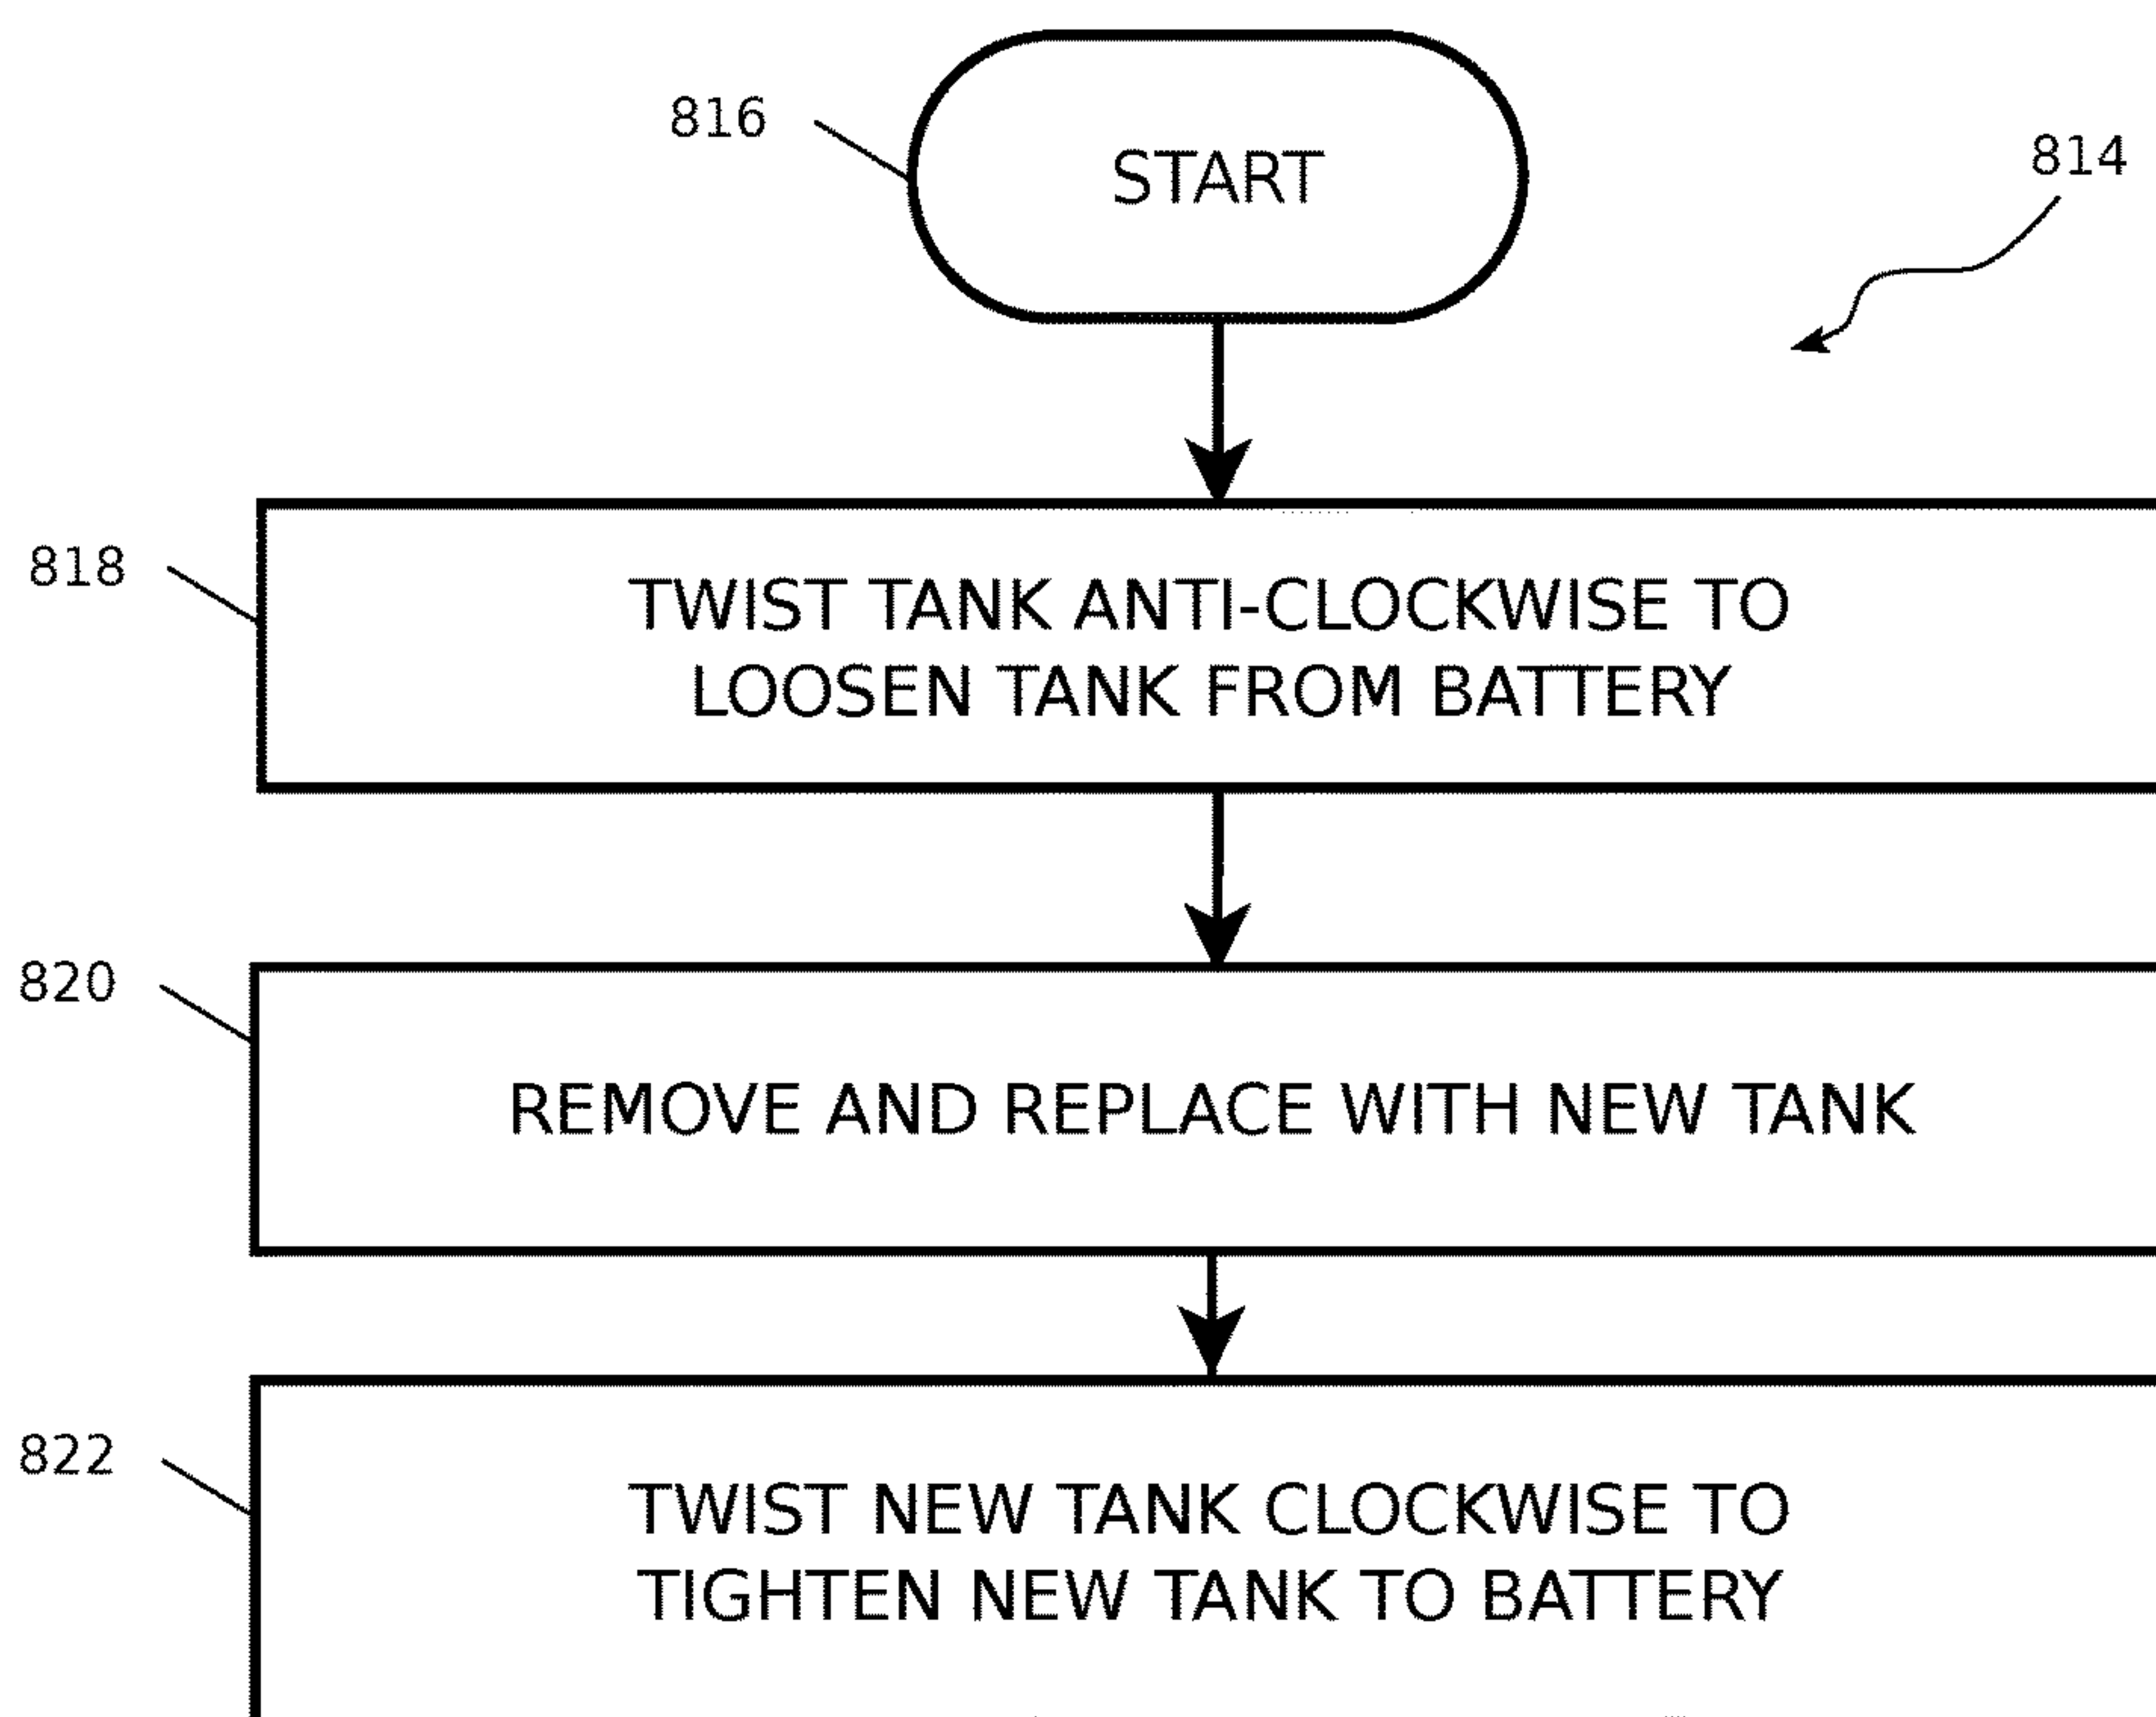 816
START
814
818
TWIST TANK ANTI-CLOCKWISE TO
LOOSEN TANK FROM BATTERY
820
REMOVE AND REPLACE WITH NEW TANK
822
TWIST NEW TANK CLOCKWISE TO
TIGHTEN NEW TANK TO BATTERY